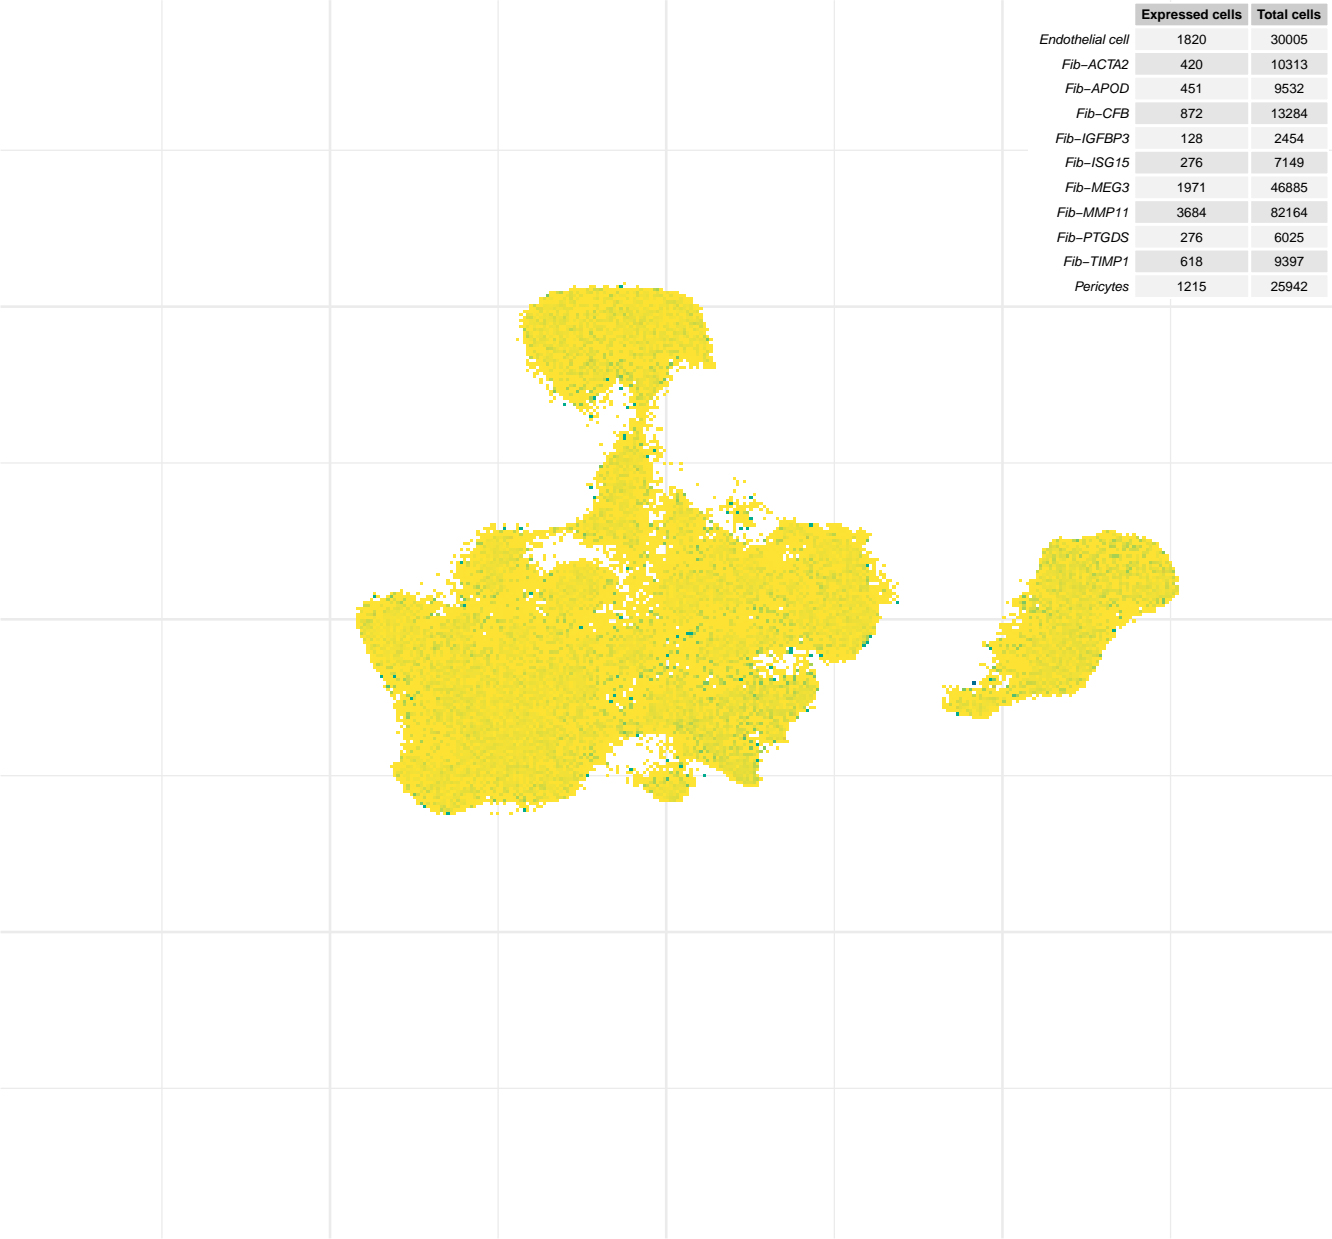 Expressed cells Total cells
Endothelial cell 1820 30005
Fib−ACTA2 420 10313
Fib−APOD 451 9532
Fib−CFB 872 13284
Fib−IGFBP3 128 2454
Fib−ISG15 276 7149
Fib−MEG3 1971 46885
Fib−MMP11 3684 82164
Fib−PTGDS 276 6025
Fib−TIMP1 618 9397
Pericytes 1215 25942